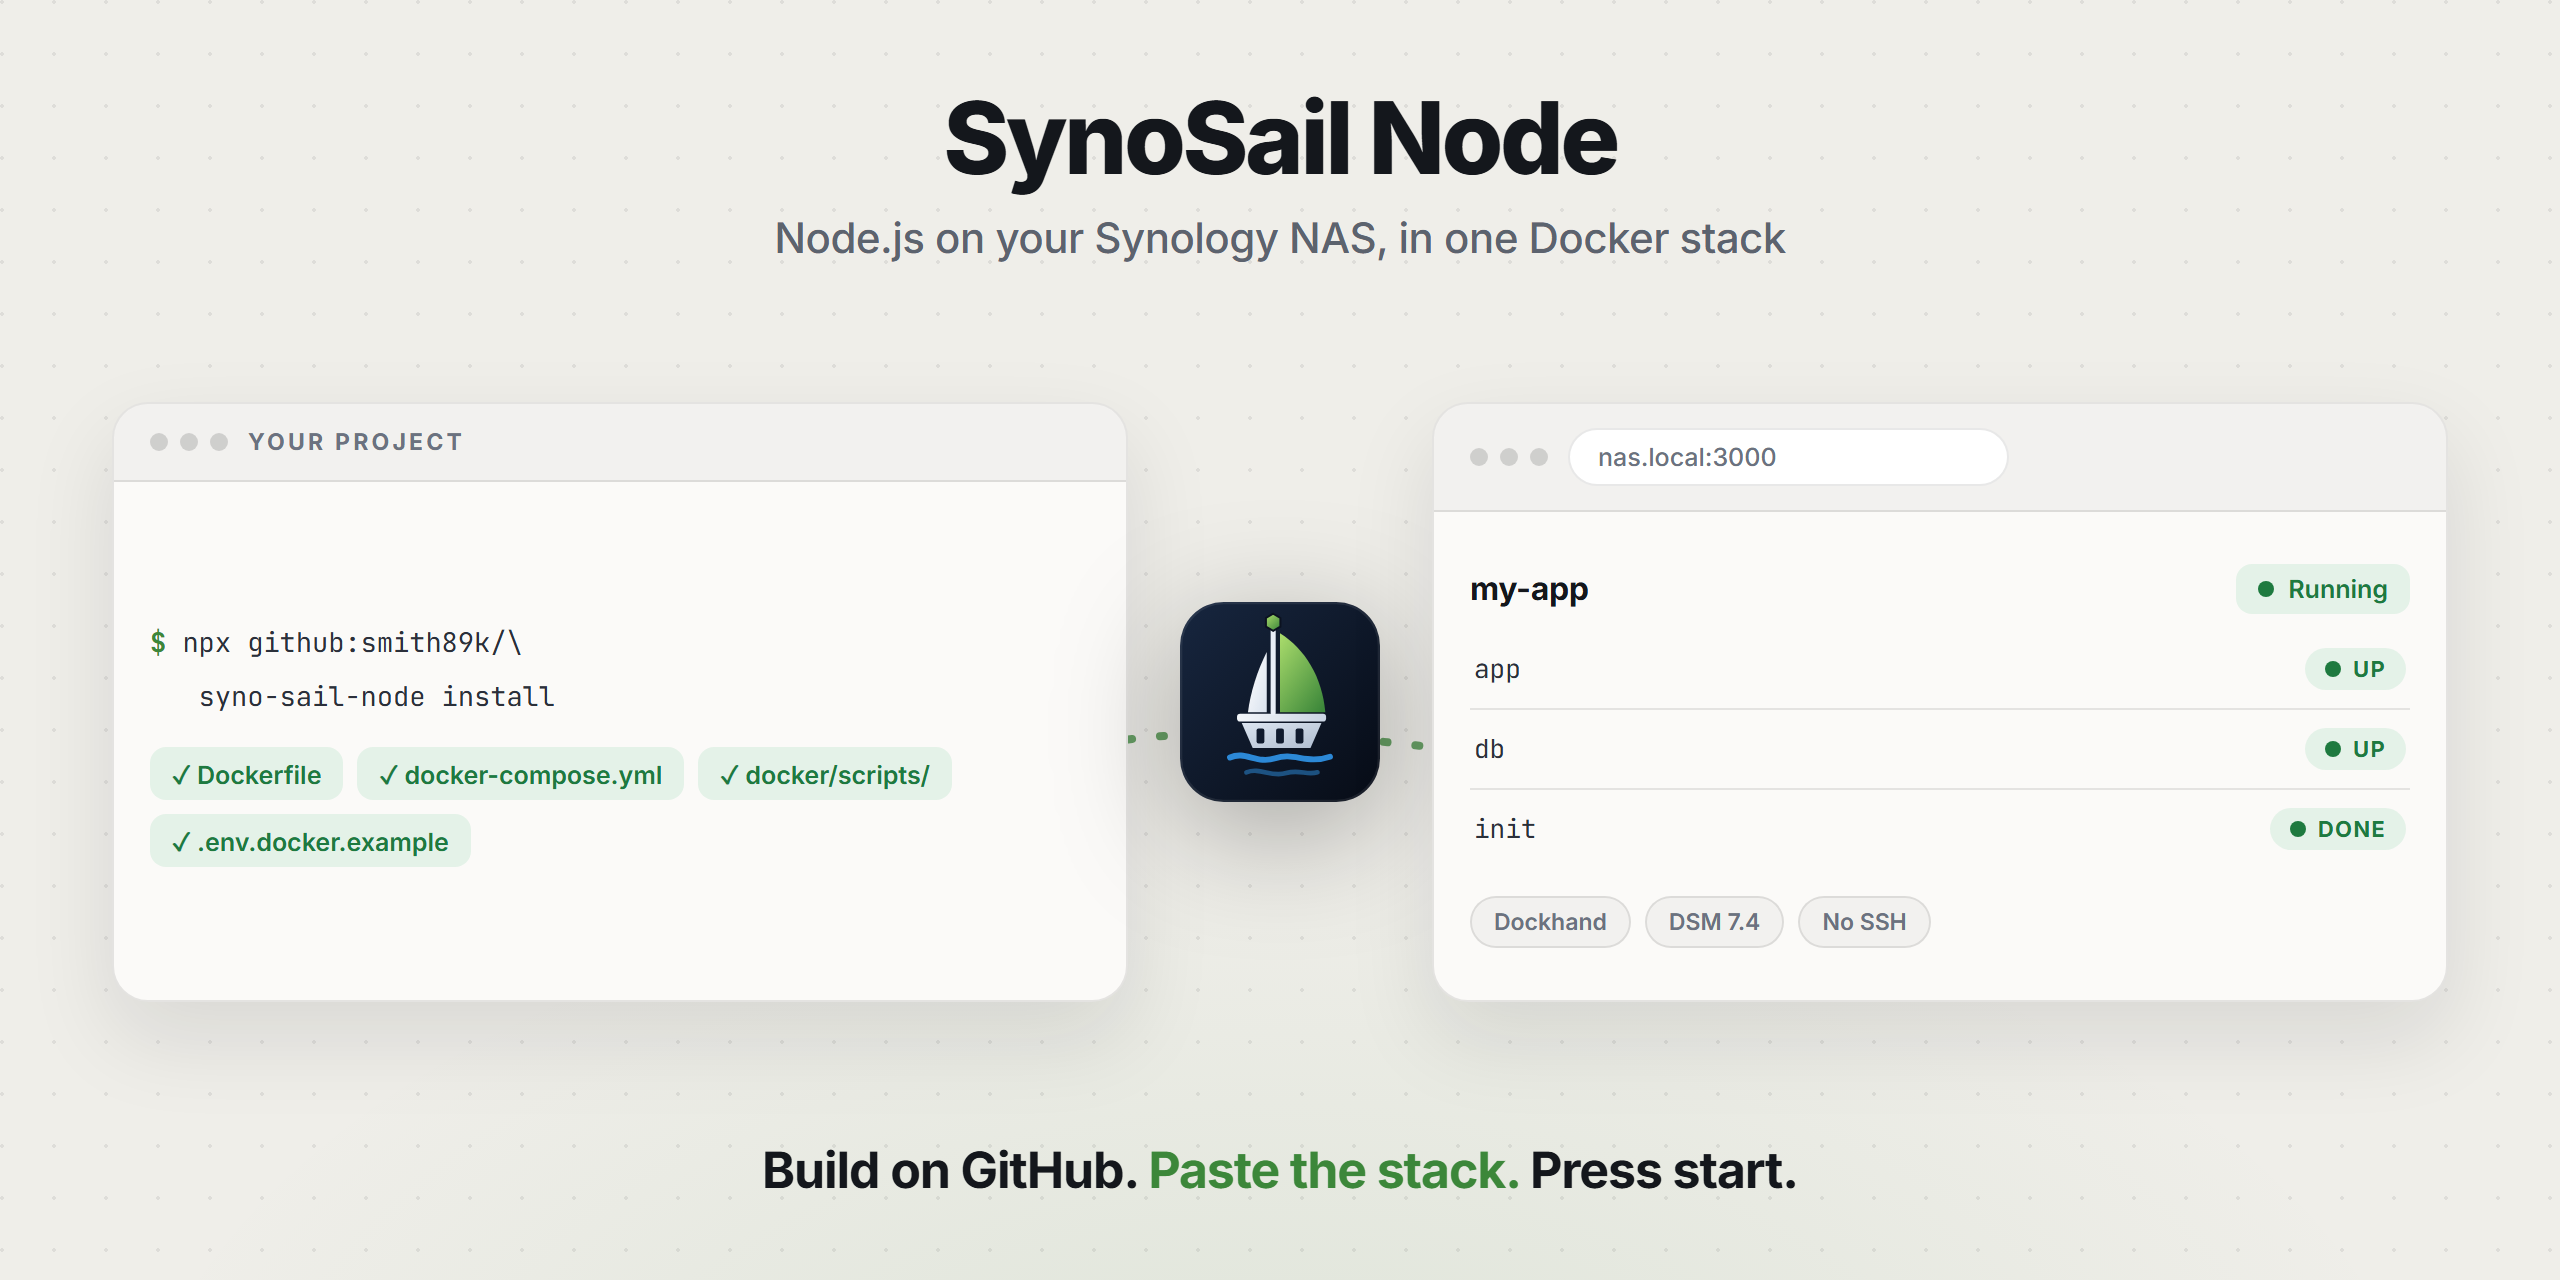 SynoSail Node
Node.js on your Synology NAS, in one Docker stack
YOUR PROJECT
$ npx github:smith89k/\
syno-sail-node install
✓ Dockerfile
✓ docker-compose.yml
✓ docker/scripts/
✓ .env.docker.example
nas.local:3000
my-app
Running
app
UP
db
UP
init
DONE
Dockhand
DSM 7.4
No SSH
Build on GitHub. Paste the stack. Press start.